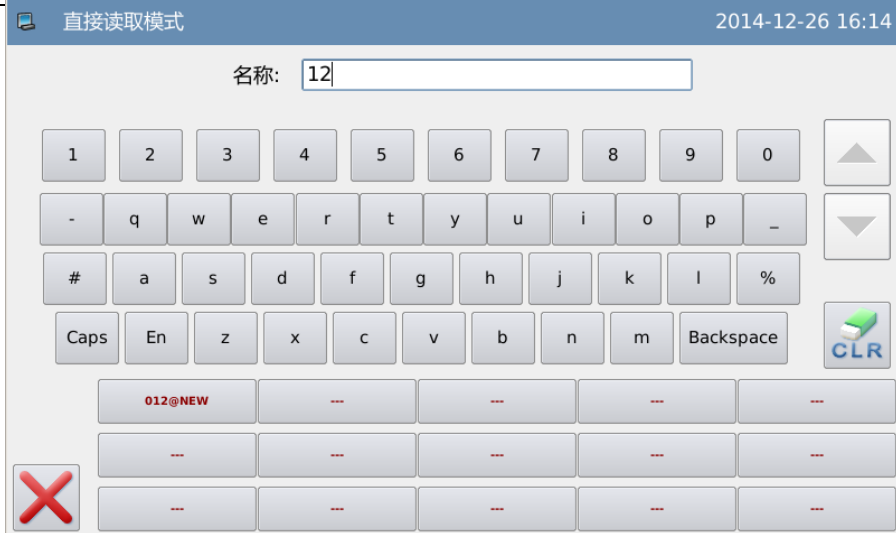 直接读取模式 2014-12-26 16:14
名称: 12
1 2 3 4 5 6 7 8 9 0
- q w e r t y u i o p _
# a s d f g h j k l %
Caps En z x c v b n m Backspace
CLR
012@NEW --- --- --- ---
--- --- --- --- ---
--- --- --- --- ---